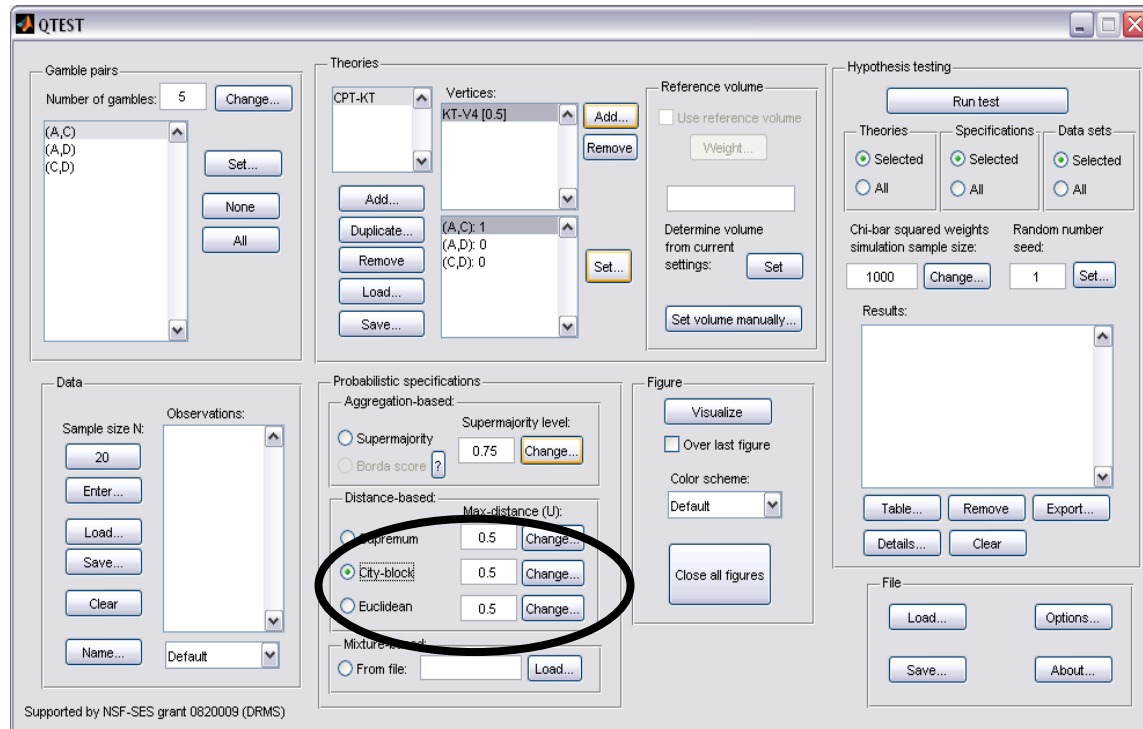 QTEST
Gamble pairs
Number of gambles: 5 Change...
(A,C)
(A,D)
(C,D)
Set...
None
All
Theories
CPT-KT
Vertices:
KT-V4 [0.5]
Add...
Remove
Add...
Duplicate...
Remove
Load...
Save...
(A,C): 1
(A,D): 0
(C,D): 0
Set...
Reference volume
Use reference volume
Weight...
Determine volume
from current
settings: Set
Set volume manually...
Hypothesis testing
Run test
Theories
Selected
All
Specifications
Selected
All
Data sets
Selected
All
Chi-bar squared weights
simulation sample size:
1000 Change...
Random number
seed:
1 Set...
Results:
Table... Remove Export...
Details... Clear
Data
Sample size N:
20
Enter...
Load...
Save...
Clear
Name...
Observations:
Default
Probabilistic specifications
Aggregation-based:
Supermajority level:
Supermajority
0.75 Change...
Borda score ?
Distance-based:
Max-distance (U):
Supremum 0.5 Change...
City-block 0.5 Change...
Euclidean 0.5 Change...
Mixture-based:
From file: Load...
Figure
Visualize
Over last figure
Color scheme:
Default
Close all figures
File
Load... Options...
Save... About...
Supported by NSF-SES grant 0820009 (DRMS)